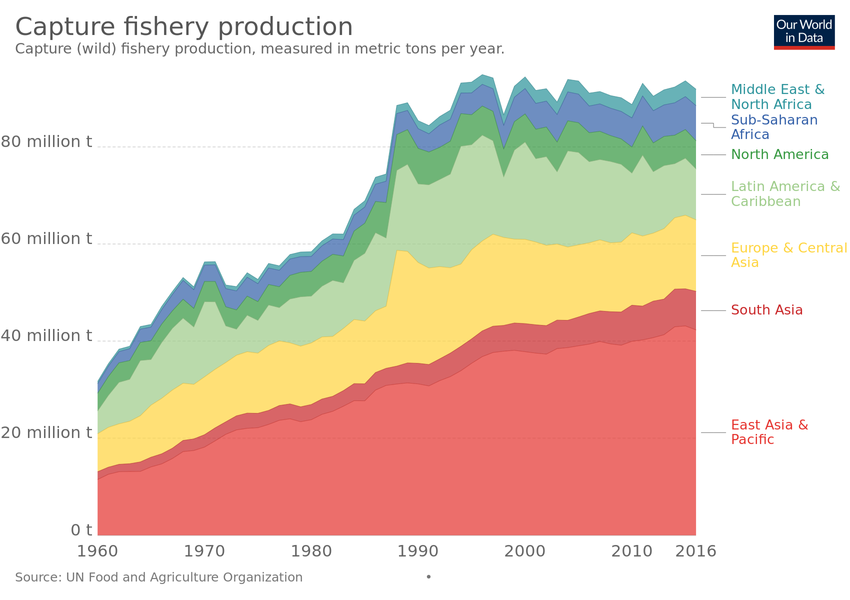 Capture fishery production
Capture (wild) fishery production, measured in metric tons per year.
Our World
in Data
80 million t
60 million t
40 million t
20 million t
0 t
1960
1970
1980
1990
2000
2010
2016
Middle East &
North Africa
Sub-Saharan
Africa
North America
Latin America &
Caribbean
Europe & Central
Asia
South Asia
East Asia &
Pacific
Source: UN Food and Agriculture Organization
•